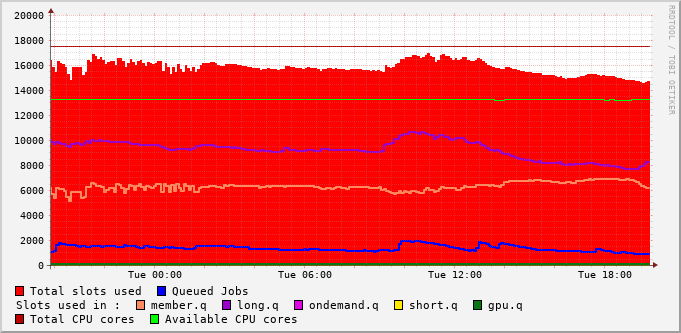 20000
18000
16000
14000
12000
10000
8000
6000
4000
2000
0
Tue 00:00 Tue 06:00 Tue 12:00 Tue 18:00
RRDTOOL / TOBI OETIKER
Total slots used Queued Jobs
Slots used in : member.q long.q ondemand.q short.q gpu.q
Total CPU cores Available CPU cores